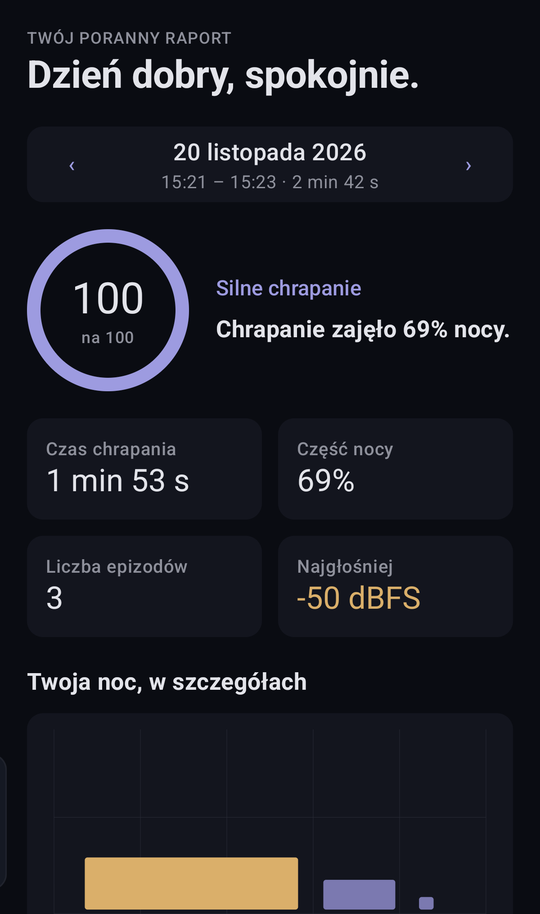 TWÓJ PORANNY RAPORT
Dzień dobry, spokojnie.
‹
20 listopada 2026
›
15:21 – 15:23 · 2 min 42 s
100
na 100
Silne chrapanie
Chrapanie zajęło 69% nocy.
Czas chrapania
1 min 53 s
Część nocy
69%
Liczba epizodów
3
Najgłośniej
-50 dBFS
Twoja noc, w szczegółach